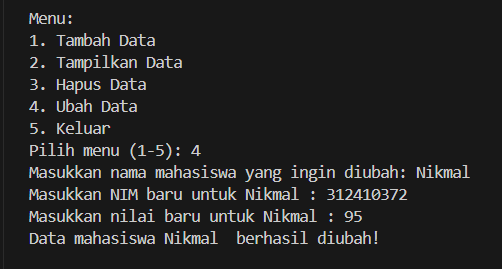 Menu:
1. Tambah Data
2. Tampilkan Data
3. Hapus Data
4. Ubah Data
5. Keluar
Pilih menu (1-5): 4
Masukkan nama mahasiswa yang ingin diubah: Nikmal
Masukkan NIM baru untuk Nikmal : 312410372
Masukkan nilai baru untuk Nikmal : 95
Data mahasiswa Nikmal  berhasil diubah!